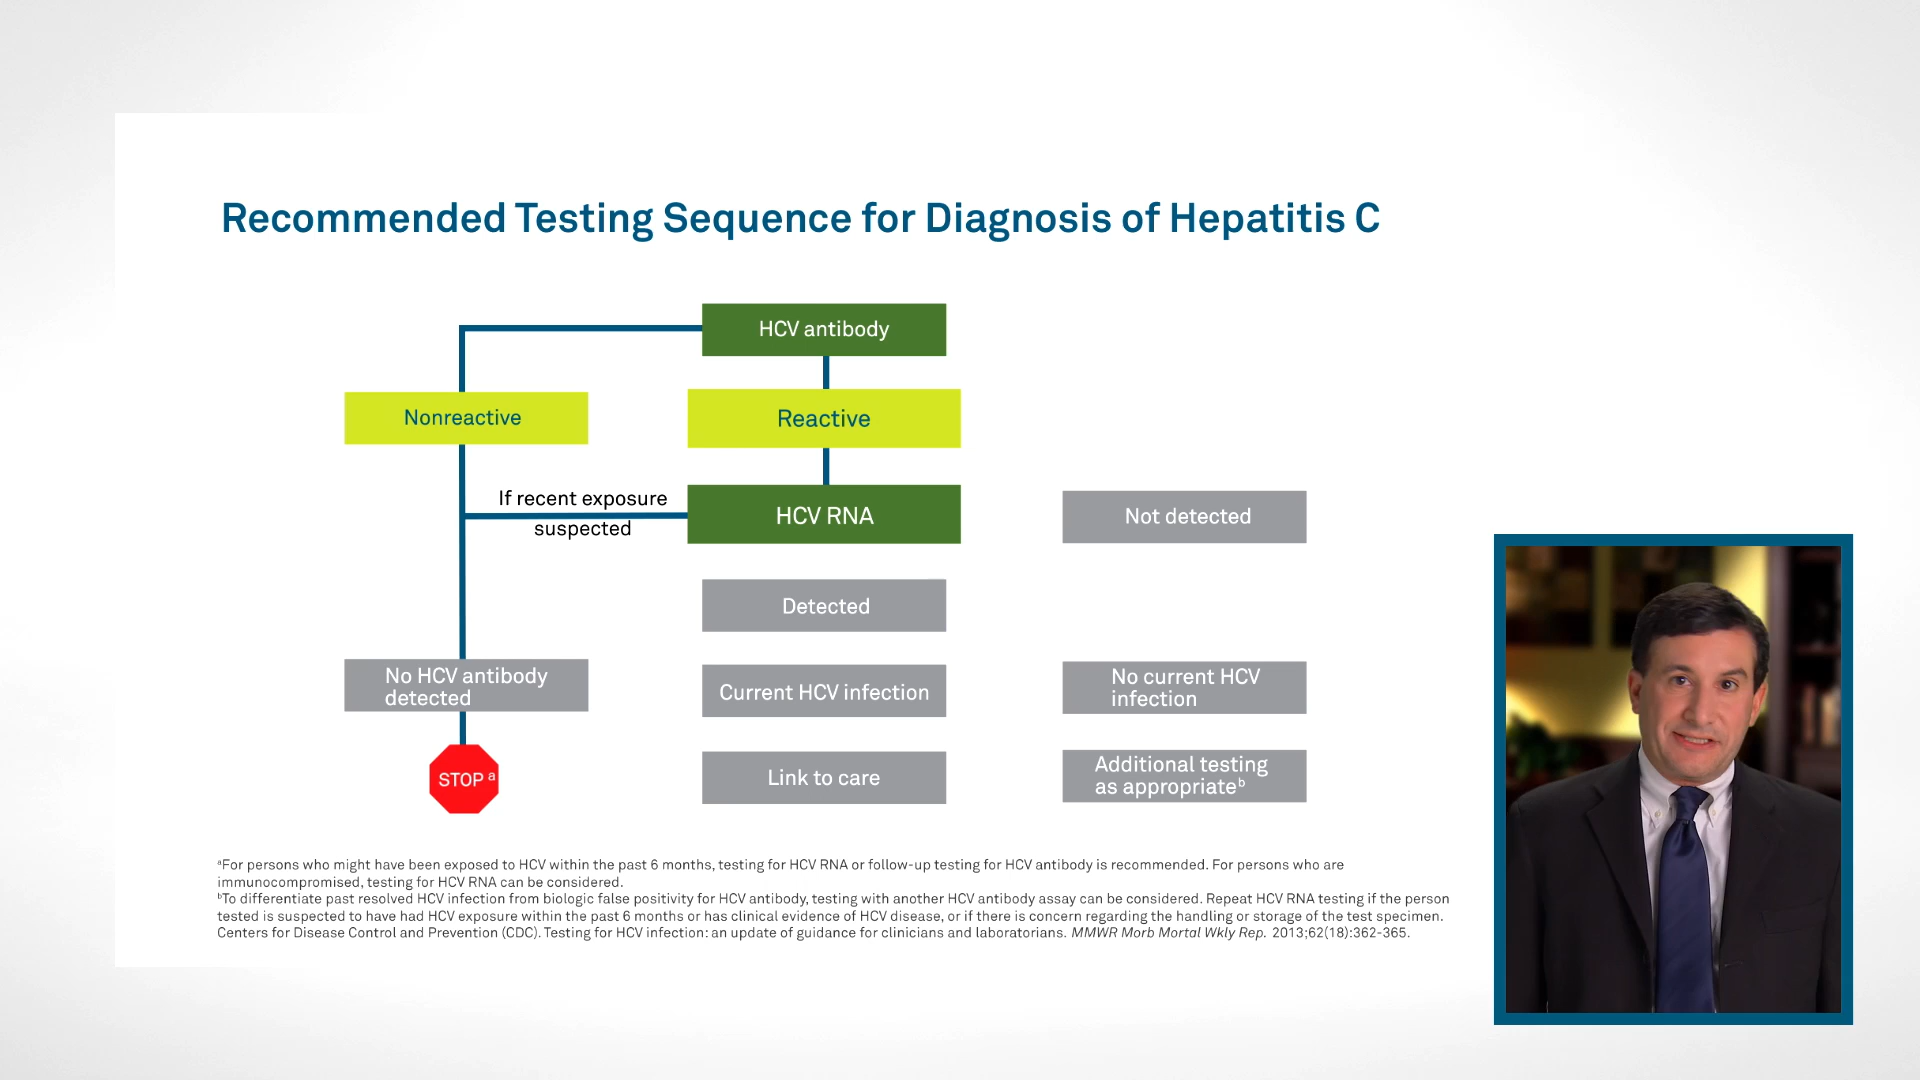 Recommended Testing Sequence for Diagnosis of Hepatitis C
HCV antibody
Nonreactive
Reactive
If recent exposure
suspected
HCV RNA
Not detected
Detected
No HCV antibody
detected
Current HCV infection
No current HCV
infection
STOP ᵃ
Link to care
Additional testing
as appropriateᵇ
ᵃFor persons who might have been exposed to HCV within the past 6 months, testing for HCV RNA or follow-up testing for HCV antibody is recommended. For persons who are
immunocompromised, testing for HCV RNA can be considered.
ᵇTo differentiate past resolved HCV infection from biologic false positivity for HCV antibody, testing with another HCV antibody assay can be considered. Repeat HCV RNA testing if the person
tested is suspected to have had HCV exposure within the past 6 months or has clinical evidence of HCV disease, or if there is concern regarding the handling or storage of the test specimen.
Centers for Disease Control and Prevention (CDC). Testing for HCV infection: an update of guidance for clinicians and laboratorians. MMWR Morb Mortal Wkly Rep. 2013;62(18):362-365.